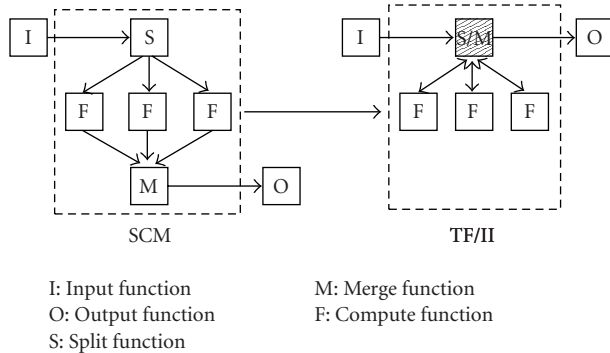 I S I S/M O
F F F F F F
M O
SCM TF/II
I: Input function M: Merge function
O: Output function F: Compute function
S: Split function